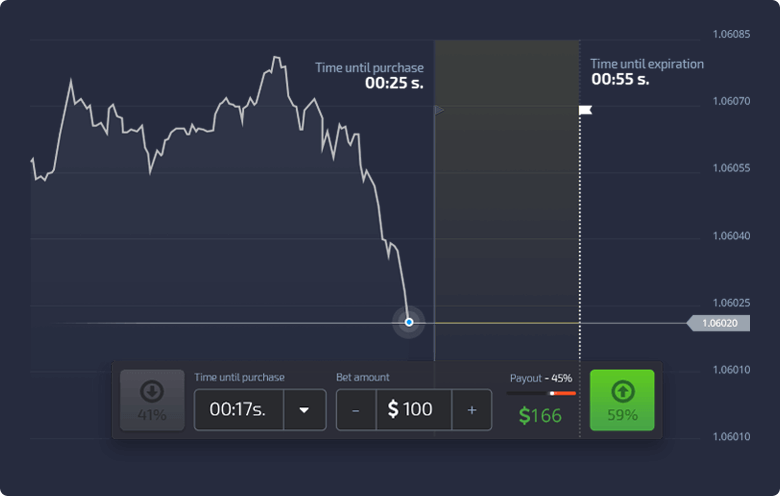 1.06085
Time until purchase
00:25 s.
Time until expiration
00:55 s.
1.06070
1.06055
1.06040
1.06025
1.06020
1.06010
41%
Time until purchase
00:17s.
Bet amount
- $ 100 +
Payout - 45%
$166
59%
1.06010